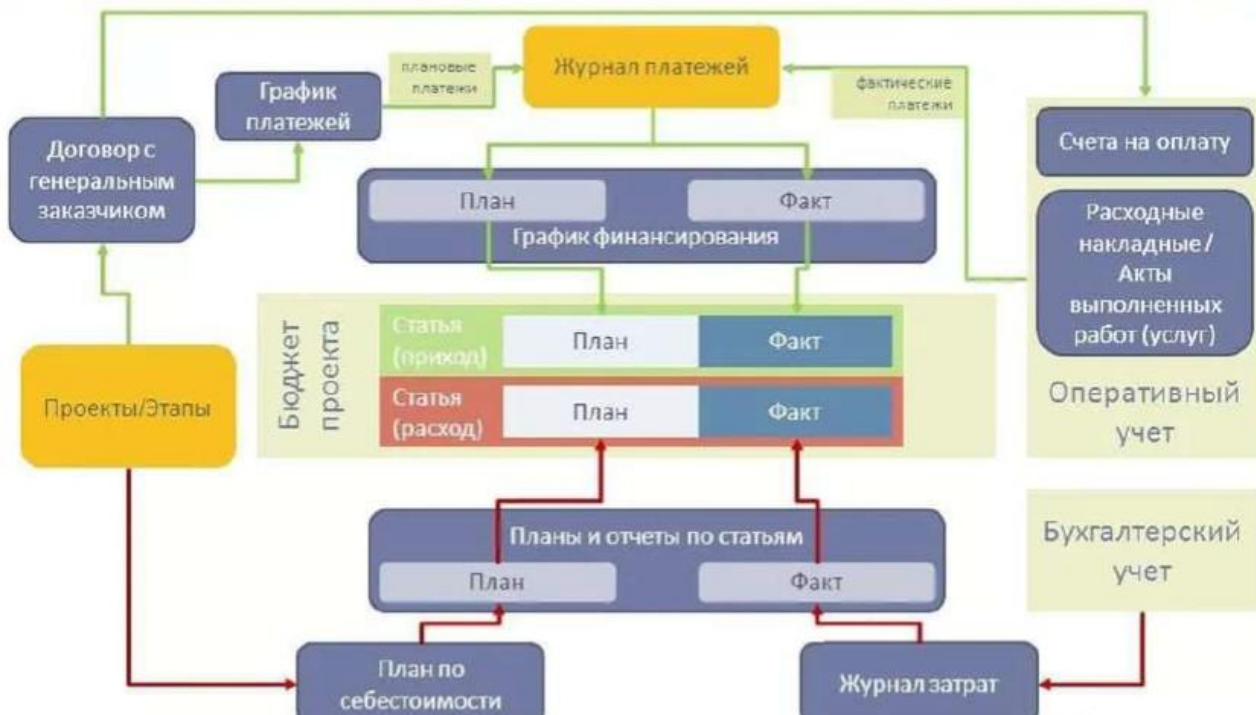 Журнал платежей
плановые
платежи
фактические
платежи
График
платежей
Договор с
генеральным
заказчиком
Счета на оплату
План
Факт
График финансирования
Расходные
накладные /
Акты
выполненных
работ (услуг)
Оперативный
учет
Бюджет
проекта
Статья
(приход)
План
Факт
Статья
(расход)
План
Факт
Проекты/Этапы
Планы и отчеты по статьям
План
Факт
Бухгалтерский
учет
План по
себестоимости
Журнал затрат